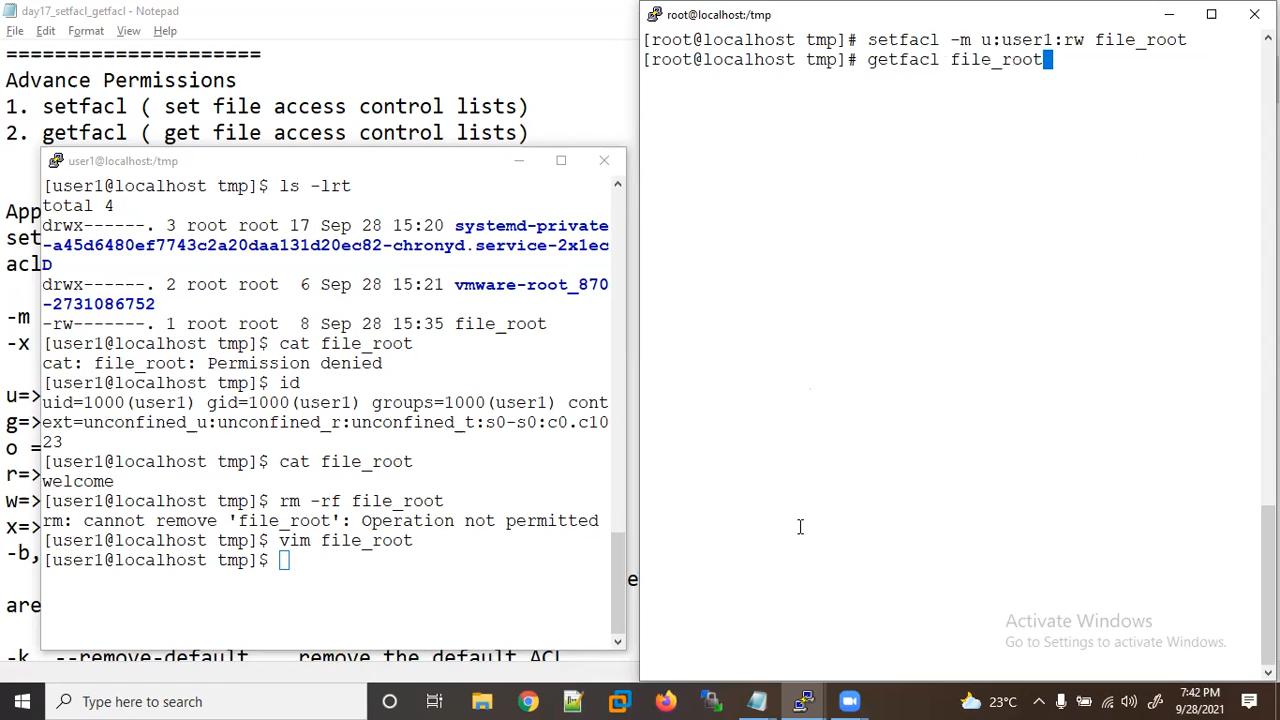 day17_setfacl_getfacl - Notepad
File Edit Format View Help
=====================
Advance Permissions
1. setfacl ( set file access control lists)
2. getfacl ( get file access control lists)
App
set
acl
-m
-x
u=>
g=>
o =
r=>
w=>
x=>
-b,
e
are
-k --remove-default remove the default ACL
user1@localhost:/tmp
[user1@localhost tmp]$ ls -lrt
total 4
drwx------. 3 root root 17 Sep 28 15:20 systemd-private
-a45d6480ef7743c2a20daa131d20ec82-chronyd.service-2x1ec
D
drwx------. 2 root root  6 Sep 28 15:21 vmware-root_870
-2731086752
-rw-------. 1 root root  8 Sep 28 15:35 file_root
[user1@localhost tmp]$ cat file_root
cat: file_root: Permission denied
[user1@localhost tmp]$ id
uid=1000(user1) gid=1000(user1) groups=1000(user1) cont
ext=unconfined_u:unconfined_r:unconfined_t:s0-s0:c0.c10
23
[user1@localhost tmp]$ cat file_root
welcome
[user1@localhost tmp]$ rm -rf file_root
rm: cannot remove 'file_root': Operation not permitted
[user1@localhost tmp]$ vim file_root
[user1@localhost tmp]$
root@localhost:/tmp
[root@localhost tmp]# setfacl -m u:user1:rw file_root
[root@localhost tmp]# getfacl file_root
Activate Windows
Go to Settings to activate Windows.
Type here to search
23°C
7:42 PM
9/28/2021